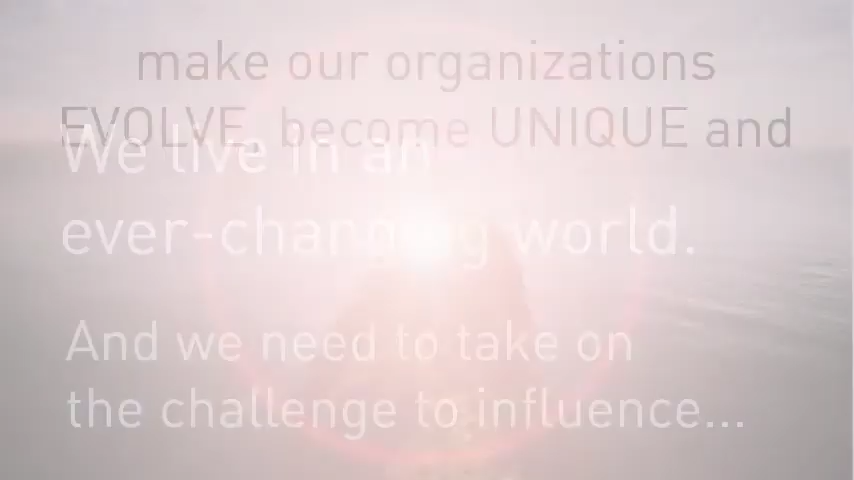 make our organizations
EVOLVE, become UNIQUE and
We live in an
ever-changing world.
And we need to take on
the challenge to influence...